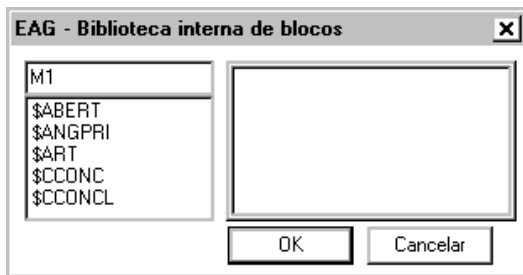 EAG - Biblioteca interna de blocos
M1
$ABERT
$ANGPRI
$ART
$CCONC
$CCONCL
OK
Cancelar